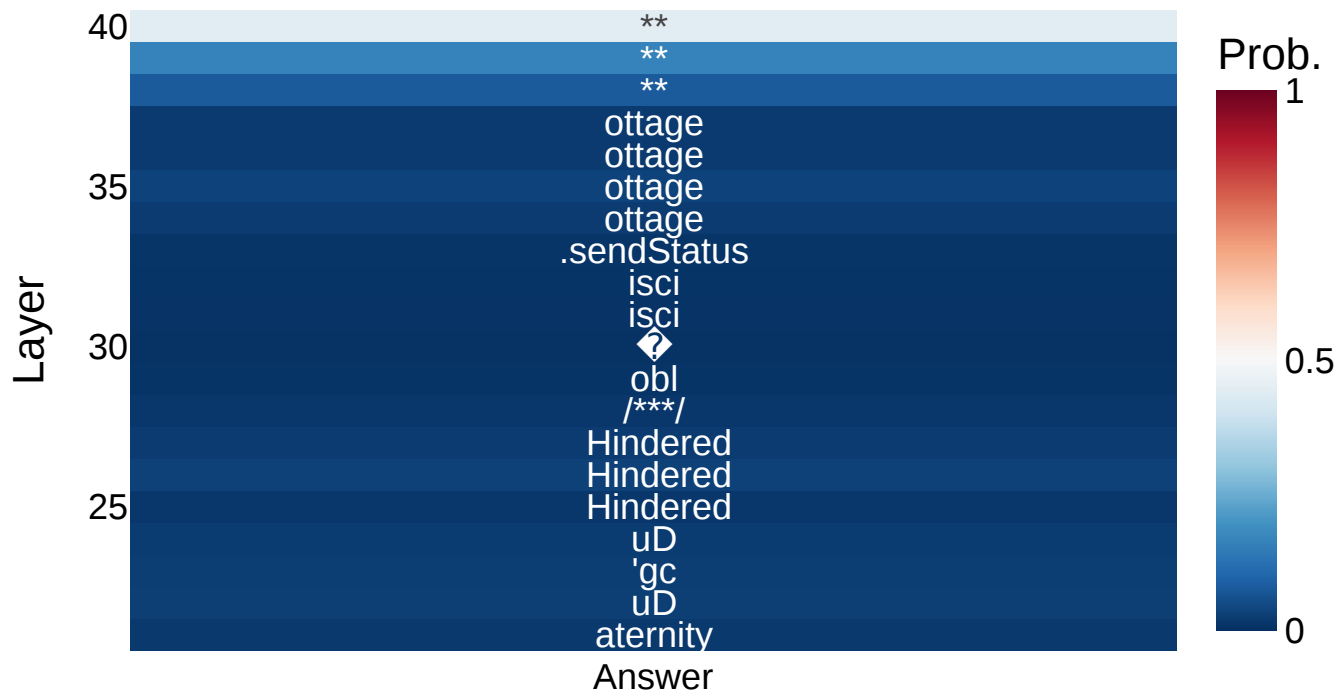 40
**
Prob.
**
**
1
ottage
ottage
35
ottage
ottage
.sendStatus
isci
isci
Layer
30
�
0.5
obl
/***/
Hindered
Hindered
25
Hindered
uD
'gc
uD
0
aternity
Answer